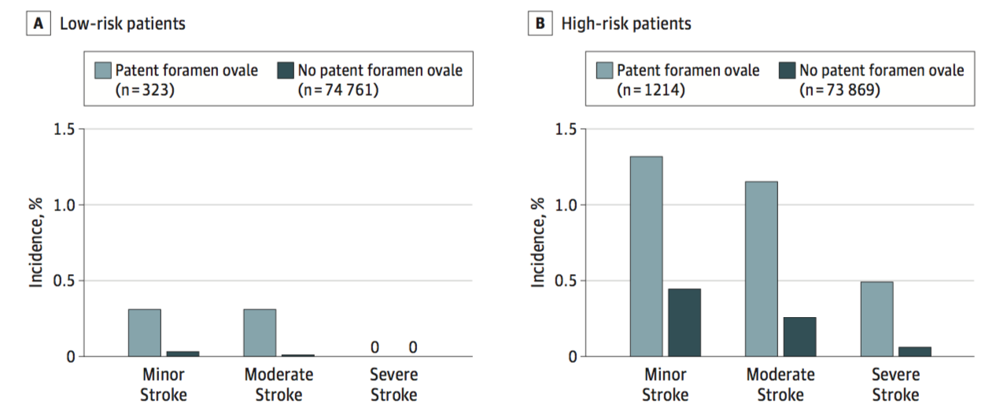 A Low-risk patients
Patent foramen ovale
(n=323)
No patent foramen ovale
(n=74 761)
Incidence, %
1.5
1.0
0.5
0
0 0
Minor
Stroke
Moderate
Stroke
Severe
Stroke
B High-risk patients
Patent foramen ovale
(n=1214)
No patent foramen ovale
(n=73 869)
Incidence, %
1.5
1.0
0.5
0
Minor
Stroke
Moderate
Stroke
Severe
Stroke